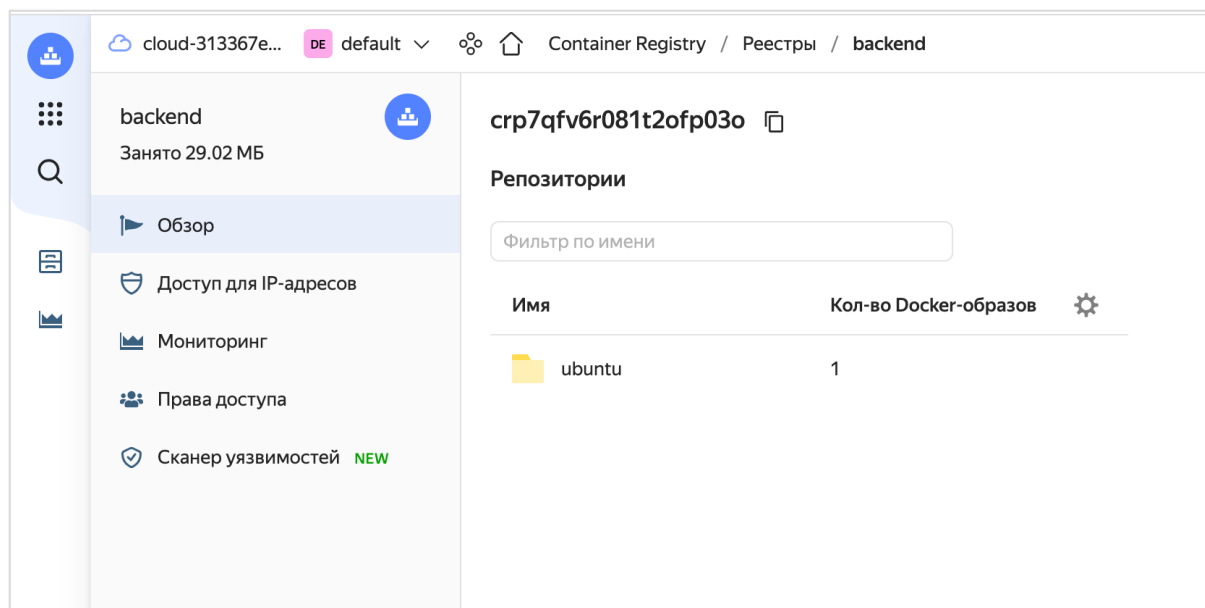 cloud-313367e... DE default Container Registry / Реестры / backend
backend
Занято 29.02 МБ
Обзор
Доступ для IP-адресов
Мониторинг
Права доступа
Сканер уязвимостей NEW
crp7qfv6r081t2ofp03o
Репозитории
Фильтр по имени
Имя Кол-во Docker-образов
ubuntu 1